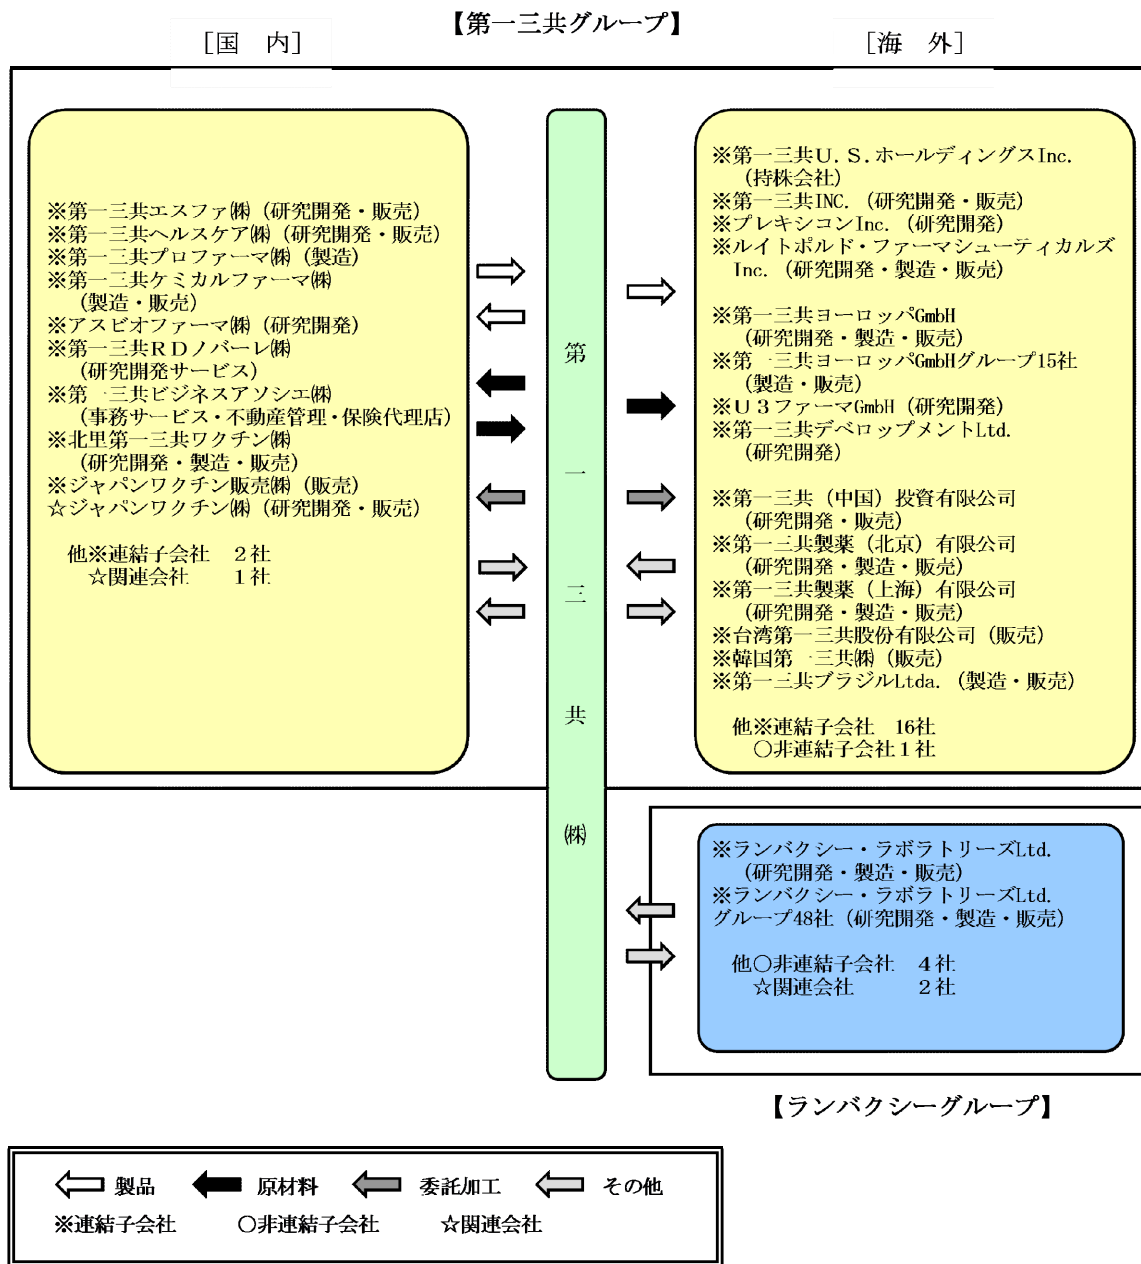 【第一三共グループ】
［国　内］
［海　外］
※第一三共エスファ㈱（研究開発・販売）
※第一三共ヘルスケア㈱（研究開発・販売）
※第一三共プロファーマ㈱（製造）
※第一三共ケミカルファーマ㈱
（製造・販売）
※アスビオファーマ㈱（研究開発）
※第一三共ＲＤノバーレ㈱
（研究開発サービス）
※第一三共ビジネスアソシエ㈱
（事務サービス・不動産管理・保険代理店）
※北里第一三共ワクチン㈱
（研究開発・製造・販売）
※ジャパンワクチン販売㈱（販売）
☆ジャパンワクチン㈱（研究開発・販売）
他※連結子会社　２社
☆関連会社　１社
第一三共㈱
※第一三共Ｕ．Ｓ．ホールディングスInc.
（持株会社）
※第一三共INC.（研究開発・販売）
※プレキシコンInc.（研究開発）
※ルイトポルド・ファーマシューティカルズ
Inc.（研究開発・製造・販売）
※第一三共ヨーロッパGmbH
（研究開発・製造・販売）
※第一三共ヨーロッパGmbHグループ15社
（製造・販売）
※Ｕ３ファーマGmbH（研究開発）
※第一三共デベロップメントLtd.
（研究開発）
※第一三共（中国）投資有限公司
（研究開発・販売）
※第一三共製薬（北京）有限公司
（研究開発・製造・販売）
※第一三共製薬（上海）有限公司
（研究開発・製造・販売）
※台湾第一三共股份有限公司（販売）
※韓国第一三共㈱（販売）
※第一三共ブラジルLtda.（製造・販売）
他※連結子会社　16社
○非連結子会社１社
※ランバクシー・ラボラトリーズLtd.
（研究開発・製造・販売）
※ランバクシー・ラボラトリーズLtd.
グループ48社（研究開発・製造・販売）
他○非連結子会社　４社
☆関連会社　２社
【ランバクシーグループ】
製品　原材料　委託加工　その他
※連結子会社　○非連結子会社　☆関連会社